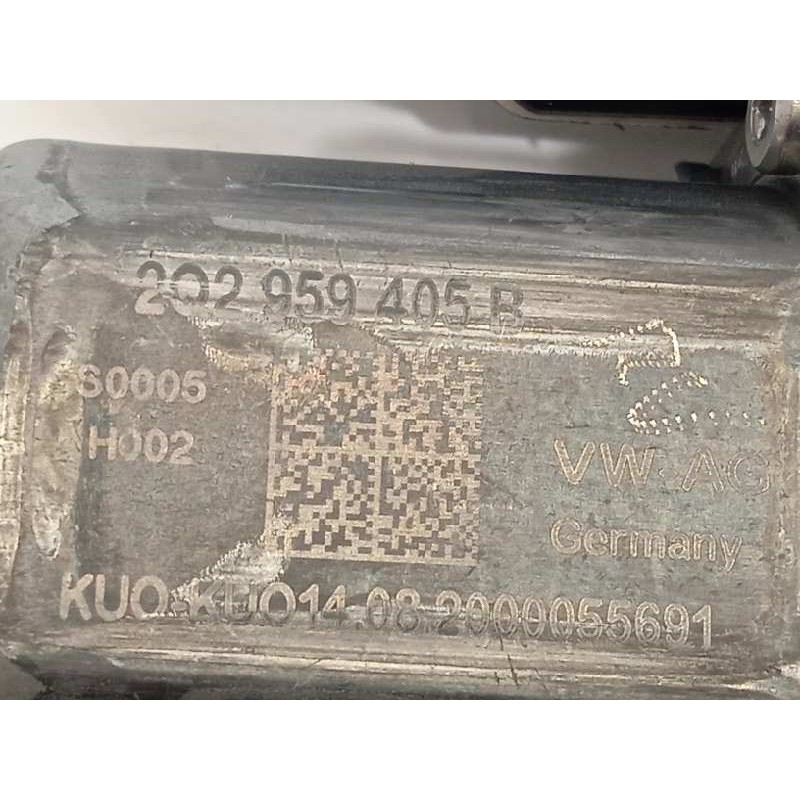 2Q2 959 405 B
S0005
H002
VW-AG
Germany
KUO-KUO14.08.2000055691